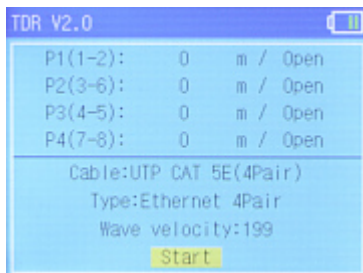 TDR V2.0
P1(1-2): 0 m / Open
P2(3-6): 0 m / Open
P3(4-5): 0 m / Open
P4(7-8): 0 m / Open
Cable:UTP CAT 5E(4Pair)
Type:Ethernet 4Pair
Wave velocity:199
Start